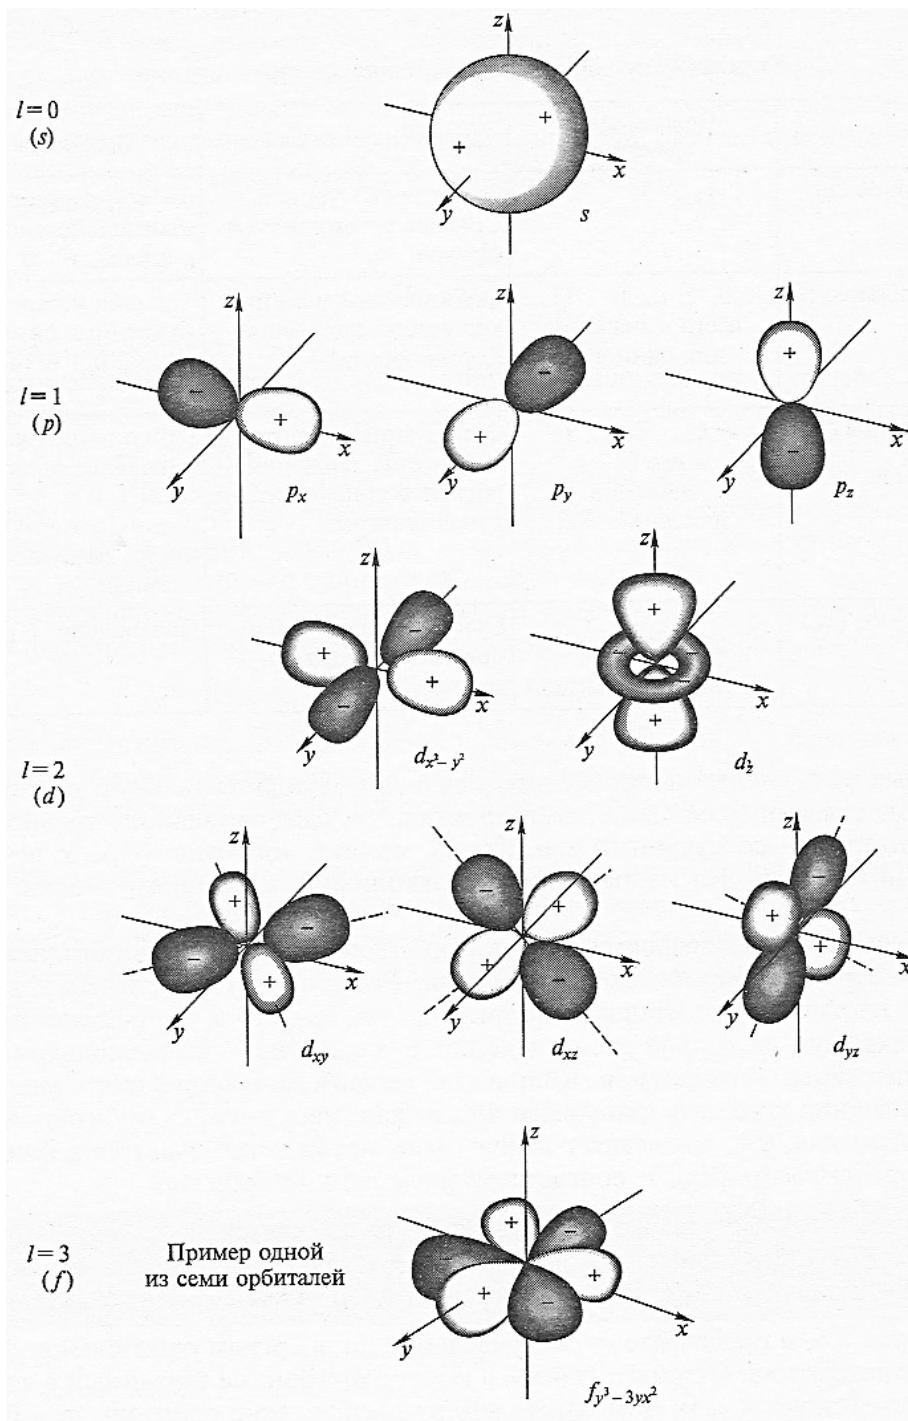 z
l=0
(s)
+
+
x
y
s
z
z
z
−
−
+
l=1
(p)
+
+
x
x
−
x
y
y
y
p_x
p_y
p_z
z
z
−
+
+
+
− −
−
−
x
+
x
y
y
d_{x²−y²}
d_{z²}
l=2
(d)
z
z
z
+
−
−
−
+
+
−
+
+
+
−
−
x
x
x
y
y
y
d_{xy}
d_{xz}
d_{yz}
z
+
−
l=3
(f)
Пример одной
из семи орбиталей
−
+
+
−
x
y
f_{y³−3yx²}